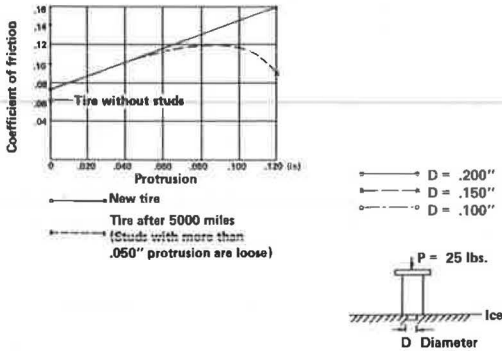 Coefficient of friction
.16
.14
.12
.10
.08
.06
.04
Tire without studs
0 .020 .040 .060 .080 .100 .120 (in)
Protrusion
New tire
Tire after 5000 miles
(Studs with more than
.050" protrusion are loose)
D = .200"
D = .150"
D = .100"
P = 25 lbs.
Ice
D Diameter